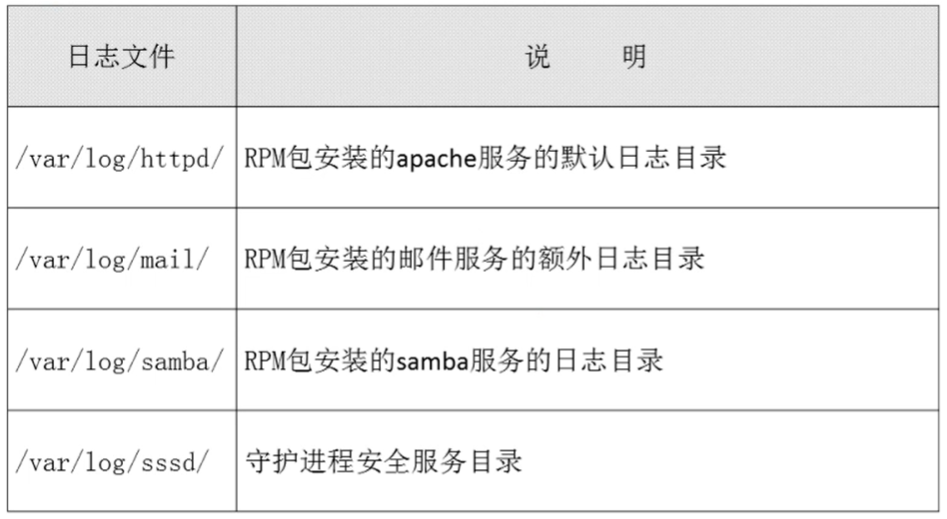 日志文件 说 明
/var/log/httpd/ RPM包安装的apache服务的默认日志目录
/var/log/mail/ RPM包安装的邮件服务的额外日志目录
/var/log/samba/ RPM包安装的samba服务的日志目录
/var/log/sssd/ 守护进程安全服务目录